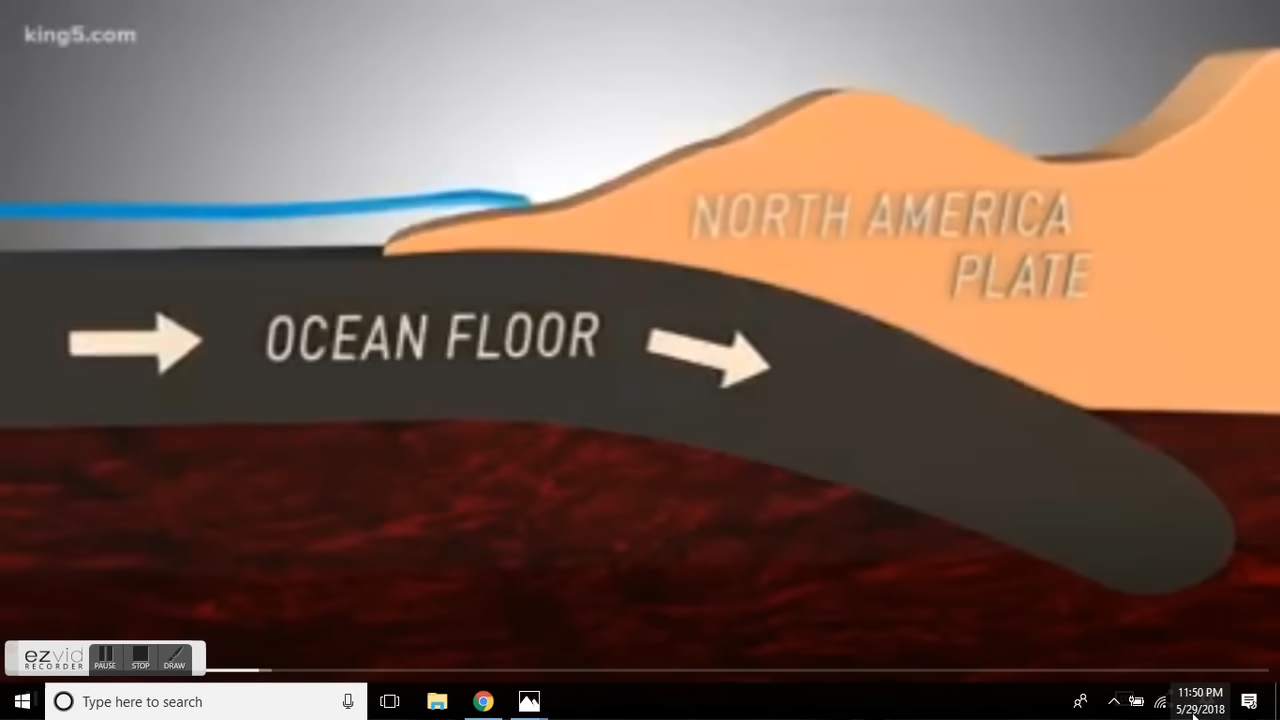 king5.com
NORTH AMERICA
PLATE
OCEAN FLOOR
ezvid
RECORDER
PAUSE
STOP
DRAW
Type here to search
11:50 PM
5/29/2018